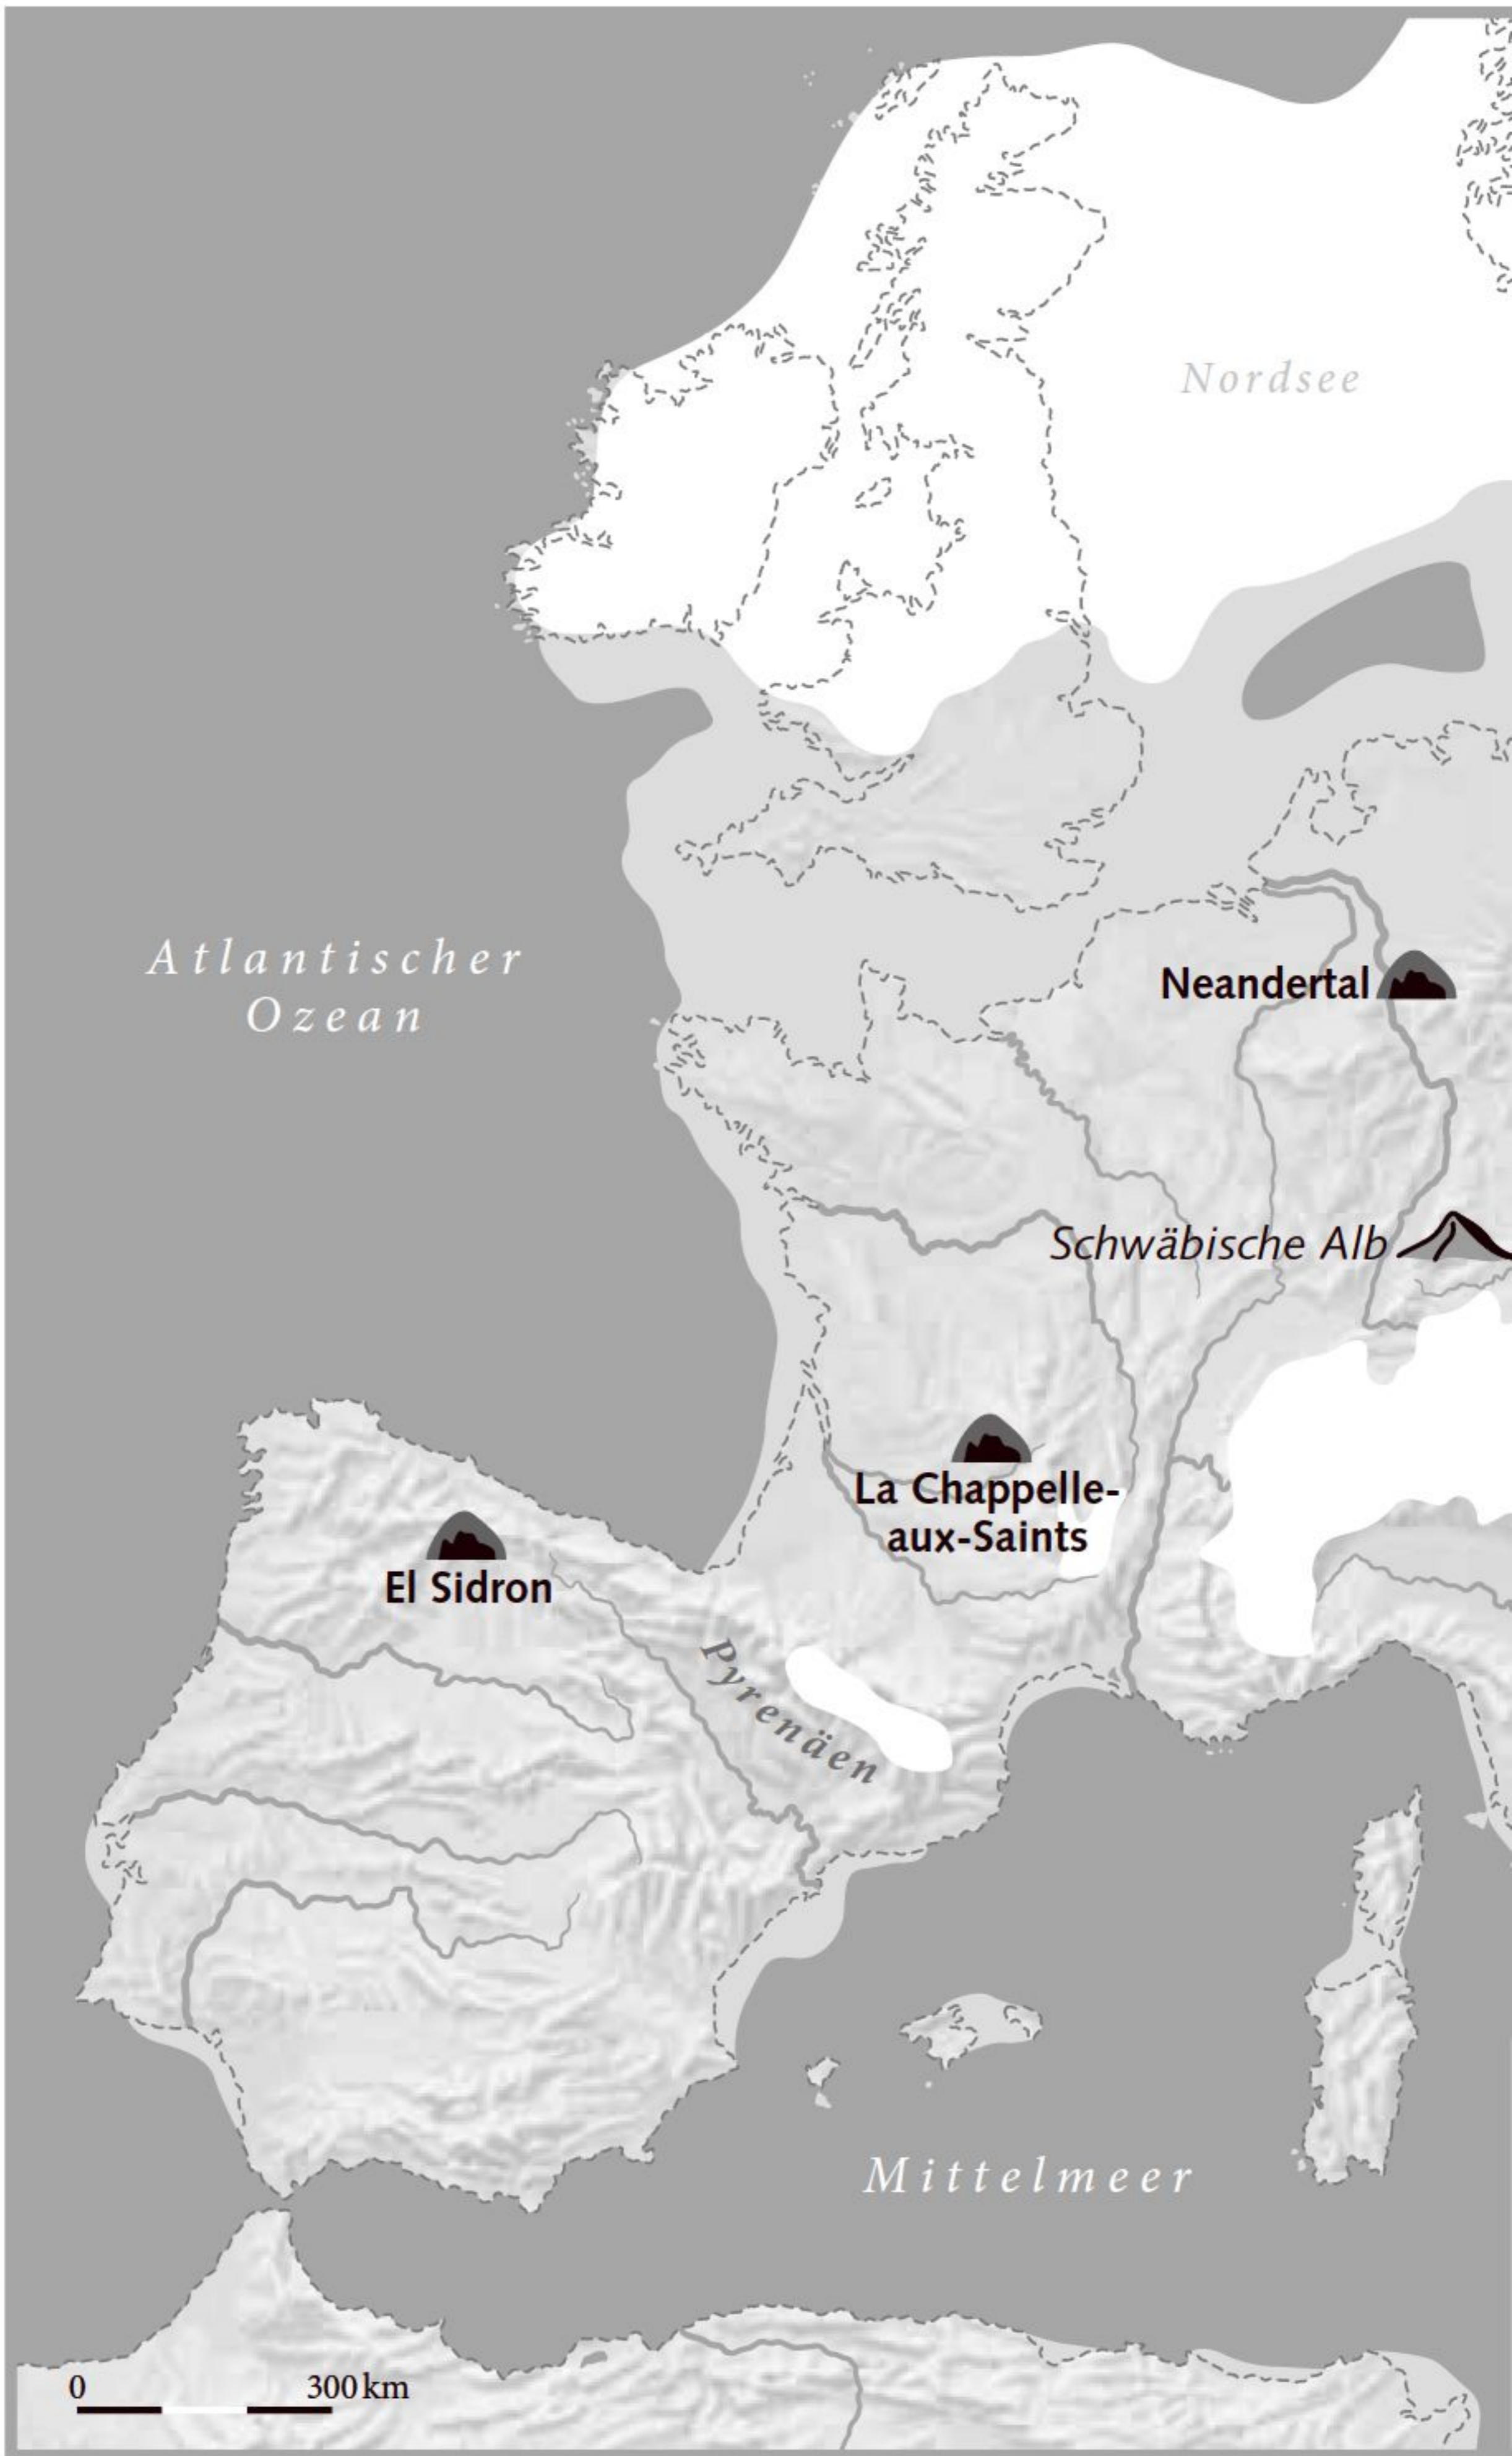 Nordsee
Atlantischer
Ozean
Neandertal
Schwäbische Alb
La Chappelle-
aux-Saints
El Sidron
Pyrenäen
Mittelmeer
0 300 km